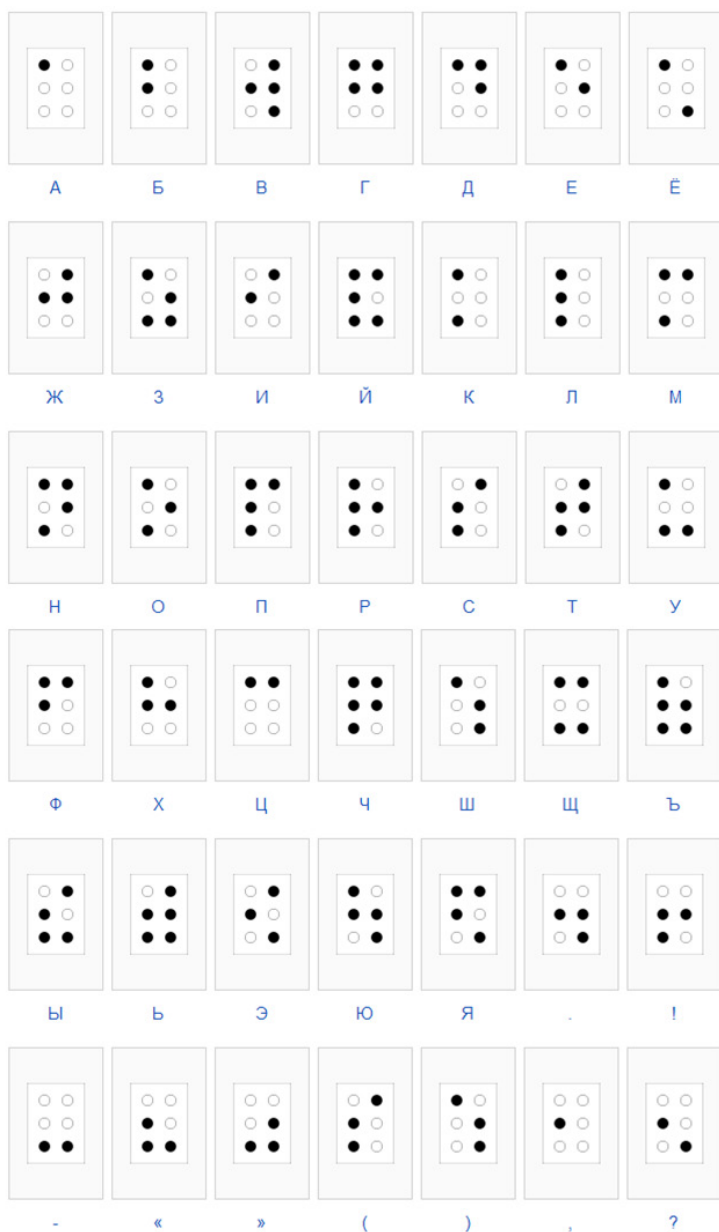 А Б В Г Д Е Ё
Ж З И Й К Л М
Н О П Р С Т У
Ф Х Ц Ч Ш Щ Ъ
Ы Ь Э Ю Я . !
- « » ( ) , ?